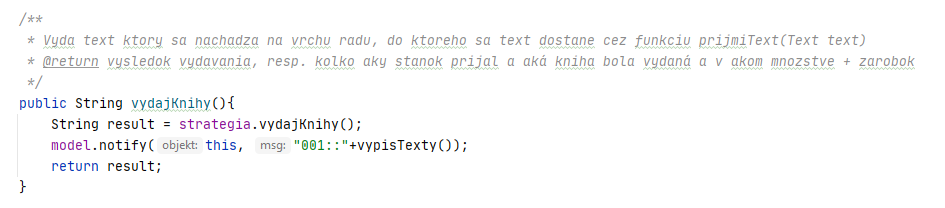 /**
 * Vyda text ktory sa nachadza na vrchu radu, do ktoreho sa text dostane cez funkciu prijmiText(Text text)
 * @return vysledok vydavania, resp. kolko aky stanok prijal a aká kniha bola vydaná a v akom mnozstve + zarobok
 */
public String vydajKnihy(){
    String result = strategia.vydajKnihy();
    model.notify( objekt: this, msg: "001::"+vypisTexty());
    return result;
}